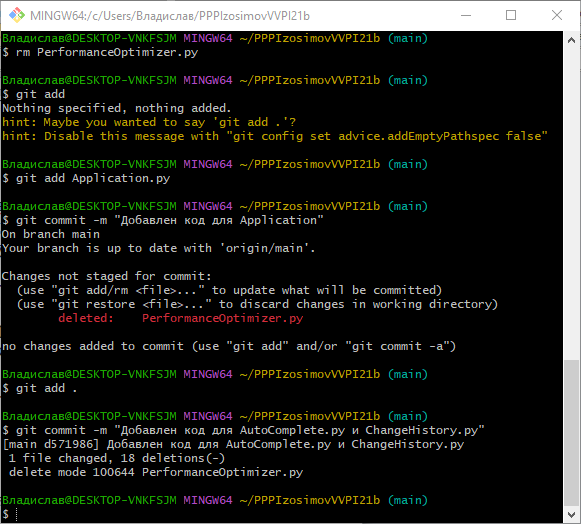 MINGW64:/c/Users/Владислав/PPPIzosimovVVPI21b
Владислав@DESKTOP-VNKFSJM MINGW64 ~/PPPIzosimovVVPI21b (main)
$ rm PerformanceOptimizer.py
Владислав@DESKTOP-VNKFSJM MINGW64 ~/PPPIzosimovVVPI21b (main)
$ git add
Nothing specified, nothing added.
hint: Maybe you wanted to say 'git add .'?
hint: Disable this message with "git config set advice.addEmptyPathspec false"
Владислав@DESKTOP-VNKFSJM MINGW64 ~/PPPIzosimovVVPI21b (main)
$ git add Application.py
Владислав@DESKTOP-VNKFSJM MINGW64 ~/PPPIzosimovVVPI21b (main)
$ git commit -m "Добавлен код для Application"
On branch main
Your branch is up to date with 'origin/main'.
Changes not staged for commit:
(use "git add/rm <file>..." to update what will be committed)
(use "git restore <file>..." to discard changes in working directory)
deleted:    PerformanceOptimizer.py
no changes added to commit (use "git add" and/or "git commit -a")
Владислав@DESKTOP-VNKFSJM MINGW64 ~/PPPIzosimovVVPI21b (main)
$ git add .
Владислав@DESKTOP-VNKFSJM MINGW64 ~/PPPIzosimovVVPI21b (main)
$ git commit -m "Добавлен код для AutoComplete.py и ChangeHistory.py"
[main d571986] Добавлен код для AutoComplete.py и ChangeHistory.py
1 file changed, 18 deletions(-)
delete mode 100644 PerformanceOptimizer.py
Владислав@DESKTOP-VNKFSJM MINGW64 ~/PPPIzosimovVVPI21b (main)
$